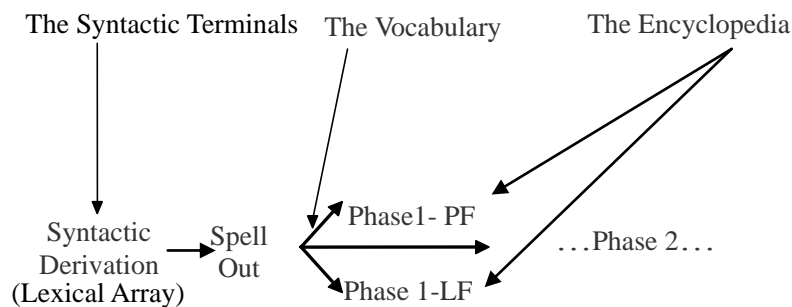 The Syntactic Terminals
The Vocabulary
The Encyclopedia
Phase1- PF
Syntactic
Derivation
(Lexical Array)
Spell
Out
…Phase 2…
Phase 1-LF